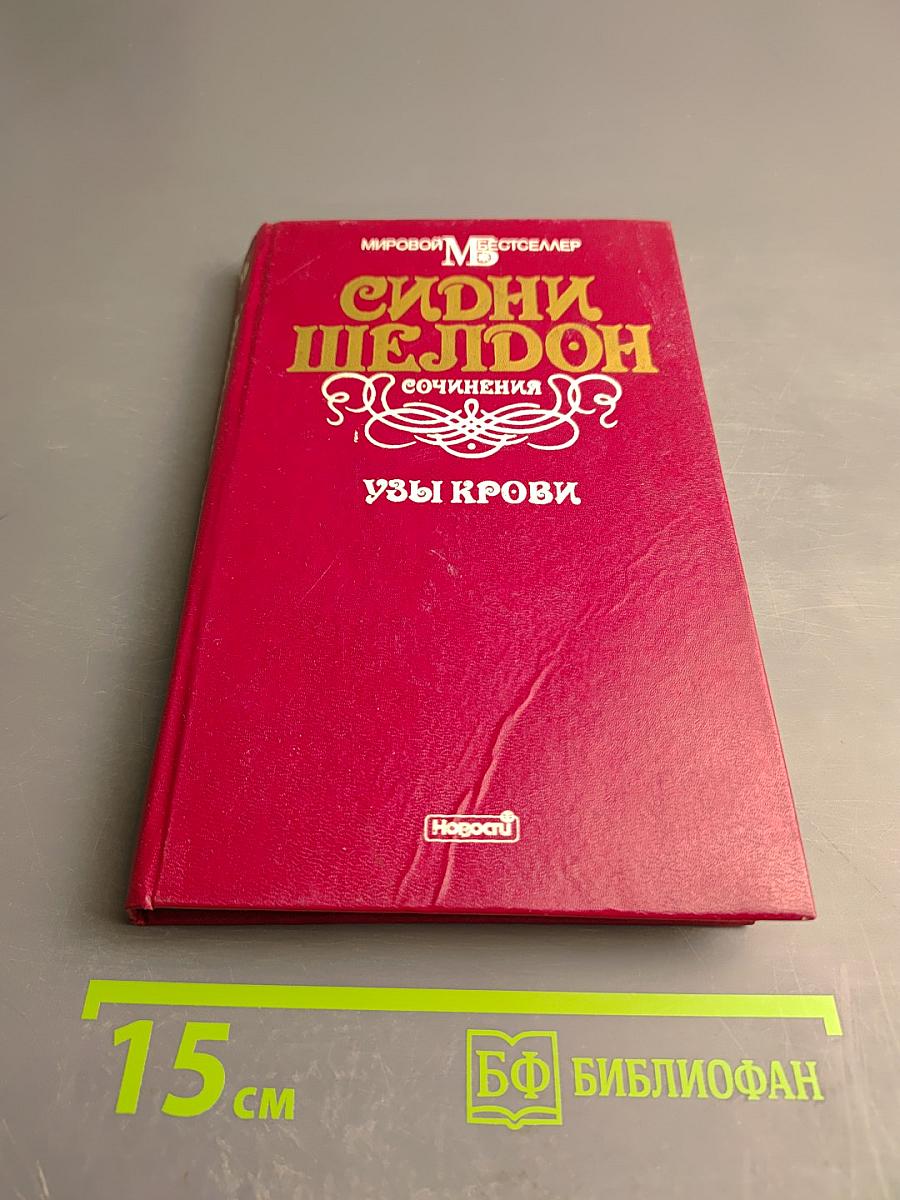 МИРОВОЙ МБ БЕСТСЕЛЛЕР
СИДНИ
ШЕЛДОН
СОЧИНЕНИЯ
УЗЫ КРОВИ
Новости
15 см
БФ БИБЛИОФАН